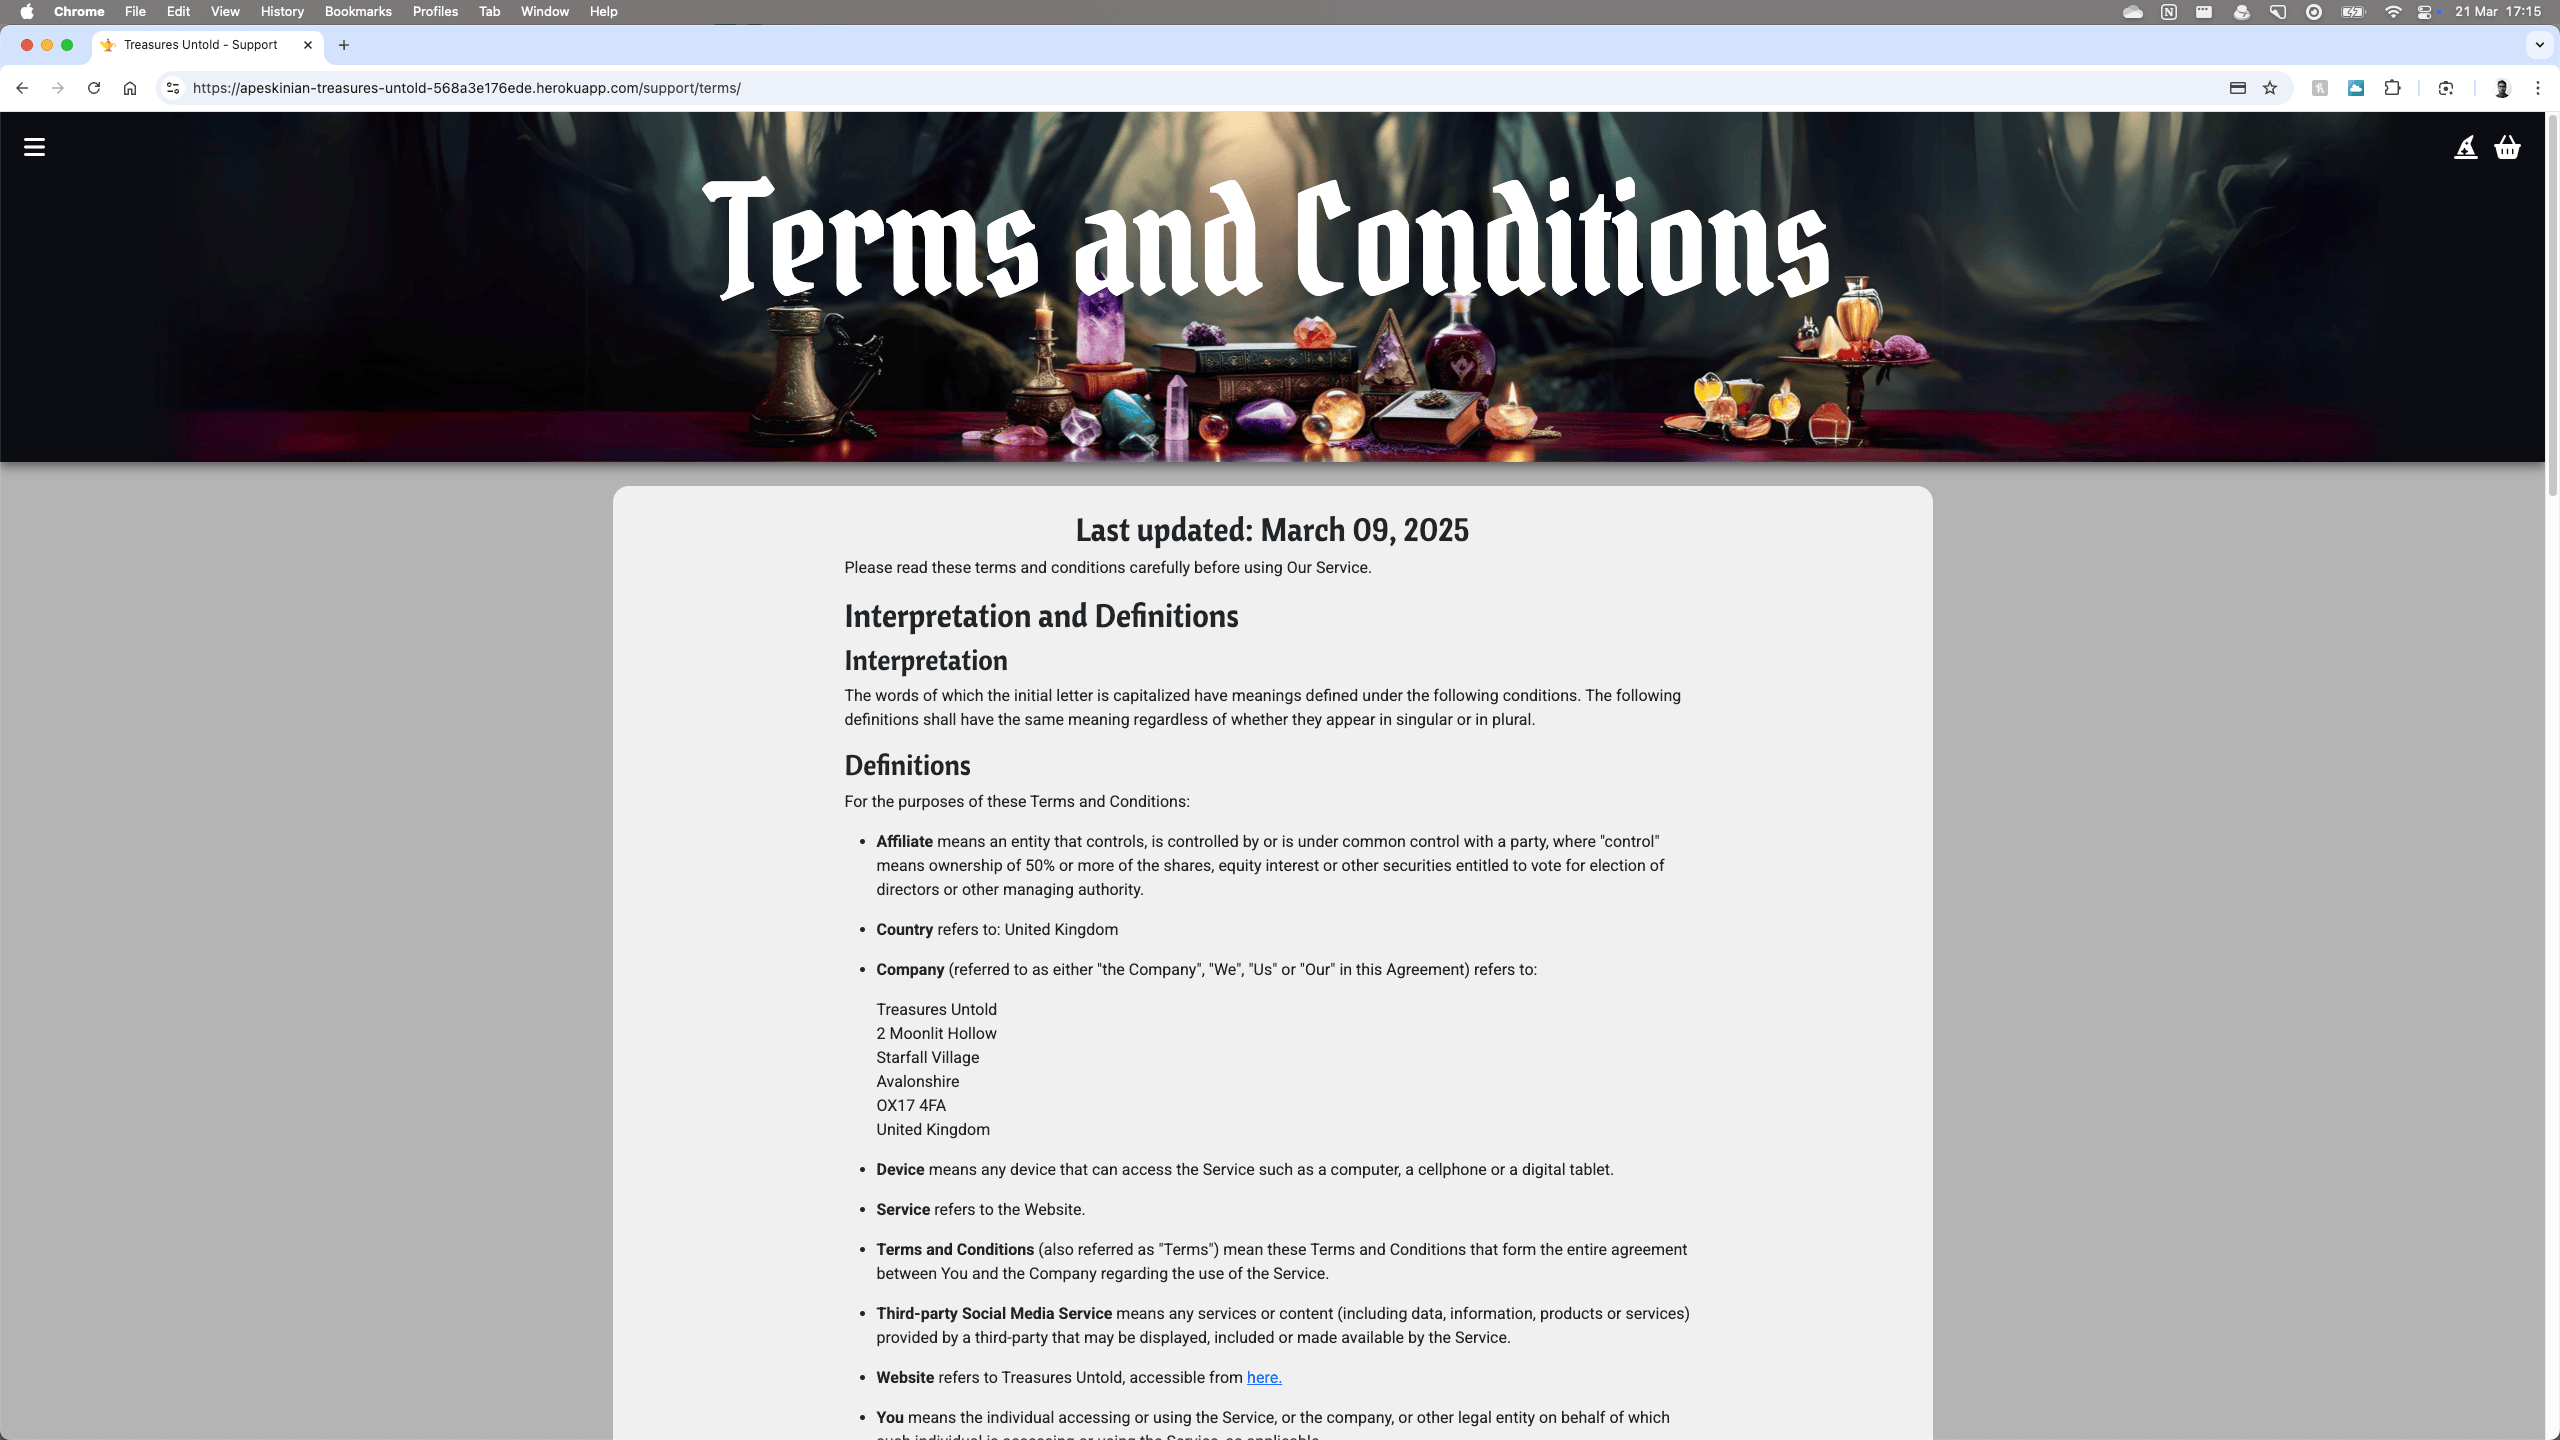 Chrome File Edit View History Bookmarks Profiles Tab Window Help 21 Mar 17:15
Treasures Untold - Support
https://apeskinian-treasures-untold-568a3e176ede.herokuapp.com/support/terms/
Terms and Conditions
Last updated: March 09, 2025
Please read these terms and conditions carefully before using Our Service.
Interpretation and Definitions
Interpretation
The words of which the initial letter is capitalized have meanings defined under the following conditions. The following
definitions shall have the same meaning regardless of whether they appear in singular or in plural.
Definitions
For the purposes of these Terms and Conditions:
• Affiliate means an entity that controls, is controlled by or is under common control with a party, where "control"
means ownership of 50% or more of the shares, equity interest or other securities entitled to vote for election of
directors or other managing authority.
• Country refers to: United Kingdom
• Company (referred to as either "the Company", "We", "Us" or "Our" in this Agreement) refers to:
Treasures Untold
2 Moonlit Hollow
Starfall Village
Avalonshire
OX17 4FA
United Kingdom
• Device means any device that can access the Service such as a computer, a cellphone or a digital tablet.
• Service refers to the Website.
• Terms and Conditions (also referred as "Terms") mean these Terms and Conditions that form the entire agreement
between You and the Company regarding the use of the Service.
• Third-party Social Media Service means any services or content (including data, information, products or services)
provided by a third-party that may be displayed, included or made available by the Service.
• Website refers to Treasures Untold, accessible from here.
• You means the individual accessing or using the Service, or the company, or other legal entity on behalf of which